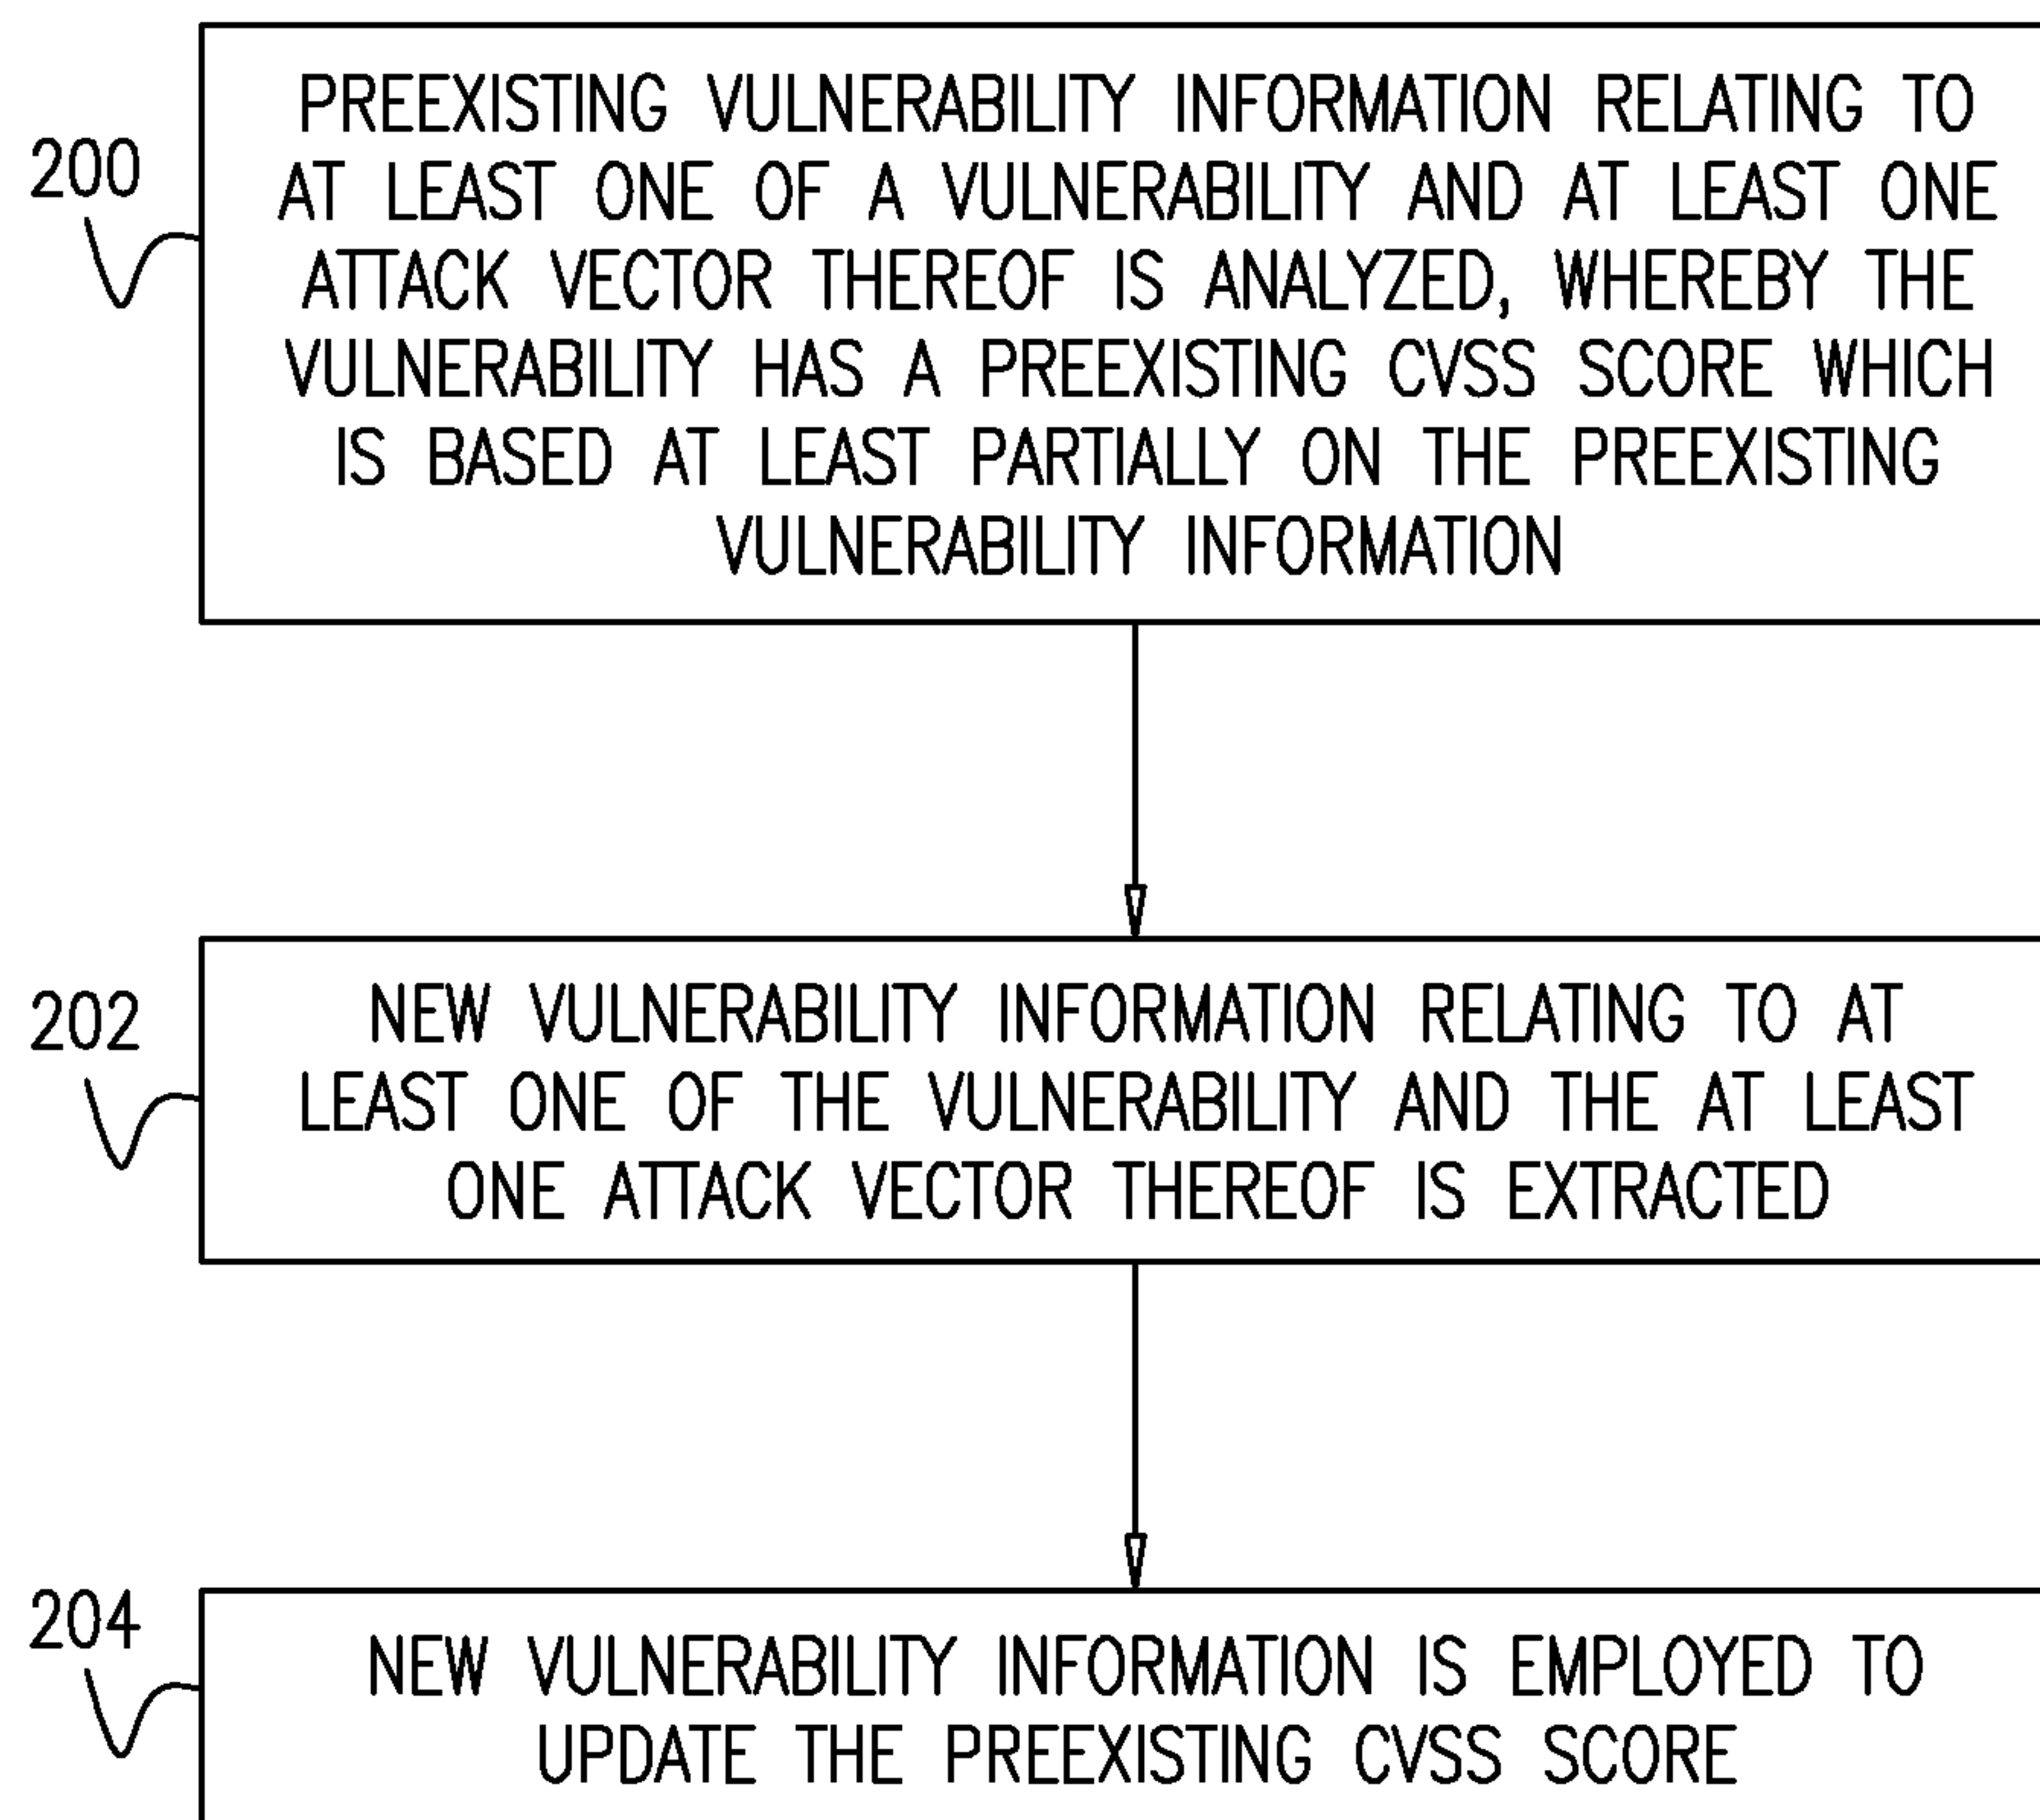 200
PREEXISTING VULNERABILITY INFORMATION RELATING TO
AT LEAST ONE OF A VULNERABILITY AND AT LEAST ONE
ATTACK VECTOR THEREOF IS ANALYZED, WHEREBY THE
VULNERABILITY HAS A PREEXISTING CVSS SCORE WHICH
IS BASED AT LEAST PARTIALLY ON THE PREEXISTING
VULNERABILITY INFORMATION
202
NEW VULNERABILITY INFORMATION RELATING TO AT
LEAST ONE OF THE VULNERABILITY AND THE AT LEAST
ONE ATTACK VECTOR THEREOF IS EXTRACTED
204
NEW VULNERABILITY INFORMATION IS EMPLOYED TO
UPDATE THE PREEXISTING CVSS SCORE